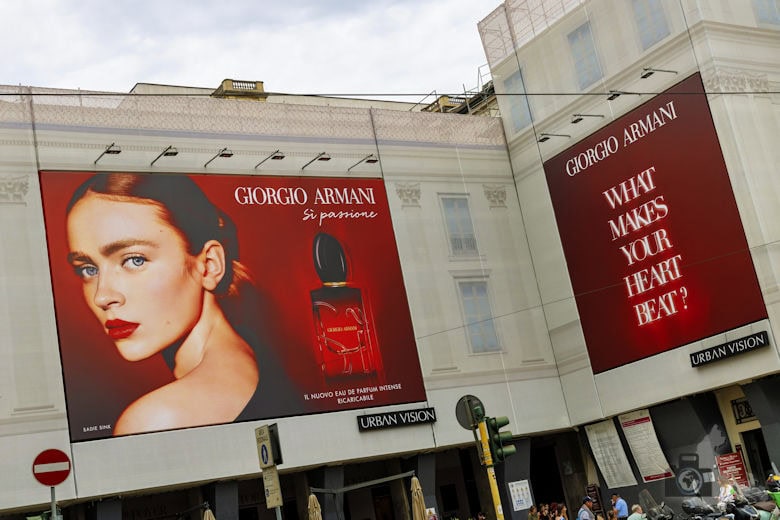 GIORGIO ARMANI
Sì passione
GIORGIO ARMANI
IL NUOVO EAU DE PARFUM INTENSE
RICARICABILE
SADIE SINK
URBAN VISION
GIORGIO ARMANI
WHAT
MAKES
YOUR
HEART
BEAT?
URBAN VISION